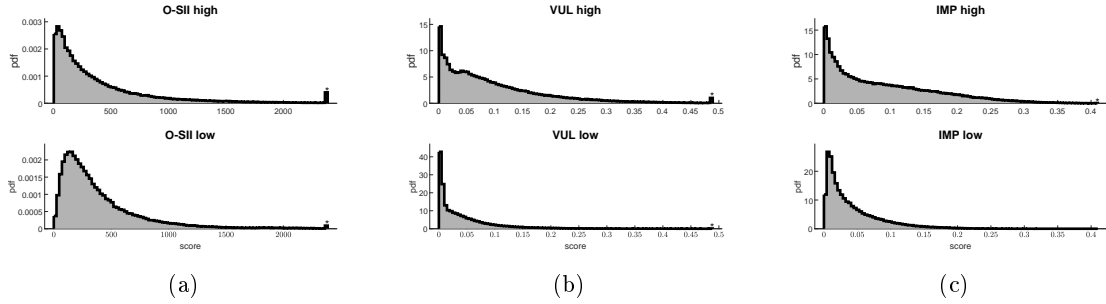 O-SII high
pdf
0.003
0.002
0.001
0
0 500 1000 1500 2000
*
O-SII low
pdf
0.002
0.0015
0.001
0.0005
0
0 500 1000 1500 2000
*
score
(a)
VUL high
pdf
15
10
5
0
0 0.05 0.1 0.15 0.2 0.25 0.3 0.35 0.4 0.45 0.5
*
VUL low
pdf
40
30
20
10
0
0 0.05 0.1 0.15 0.2 0.25 0.3 0.35 0.4 0.45 0.5
*
score
(b)
IMP high
pdf
15
10
5
0
0 0.05 0.1 0.15 0.2 0.25 0.3 0.35 0.4
*
IMP low
pdf
20
10
0
0 0.05 0.1 0.15 0.2 0.25 0.3 0.35 0.4
score
(c)